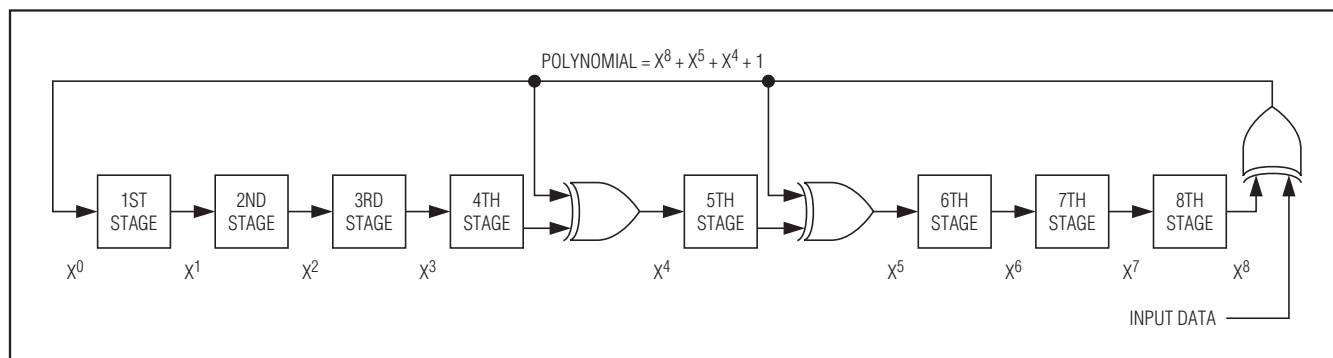 POLYNOMIAL = X⁸ + X⁵ + X⁴ + 1
1ST
STAGE
2ND
STAGE
3RD
STAGE
4TH
STAGE
5TH
STAGE
6TH
STAGE
7TH
STAGE
8TH
STAGE
X⁰
X¹
X²
X³
X⁴
X⁵
X⁶
X⁷
X⁸
INPUT DATA